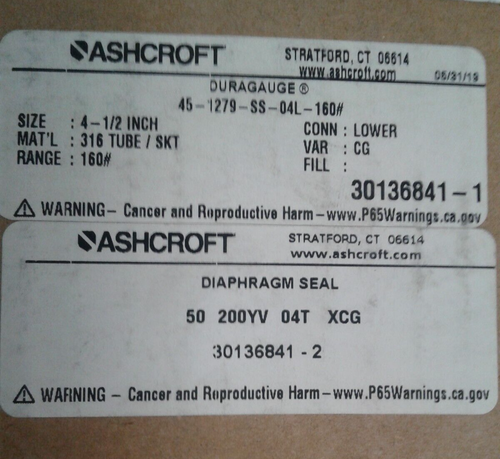 ASHCROFT STRATFORD, CT 06614
www.ashcroft.com 06/21/19
DURAGAUGE ®
45-1279-SS-04L-160#
SIZE : 4-1/2 INCH CONN : LOWER
MAT'L : 316 TUBE / SKT VAR : CG
RANGE : 160# FILL :
30136841-1
⚠ WARNING- Cancer and Reproductive Harm-www.P65Warnings.ca.gov
ASHCROFT STRATFORD, CT 06614
www.ashcroft.com
DIAPHRAGM SEAL
50 200YV 04T XCG
30136841 - 2
⚠ WARNING – Cancer and Reproductive Harm–www.P65Warnings.ca.gov